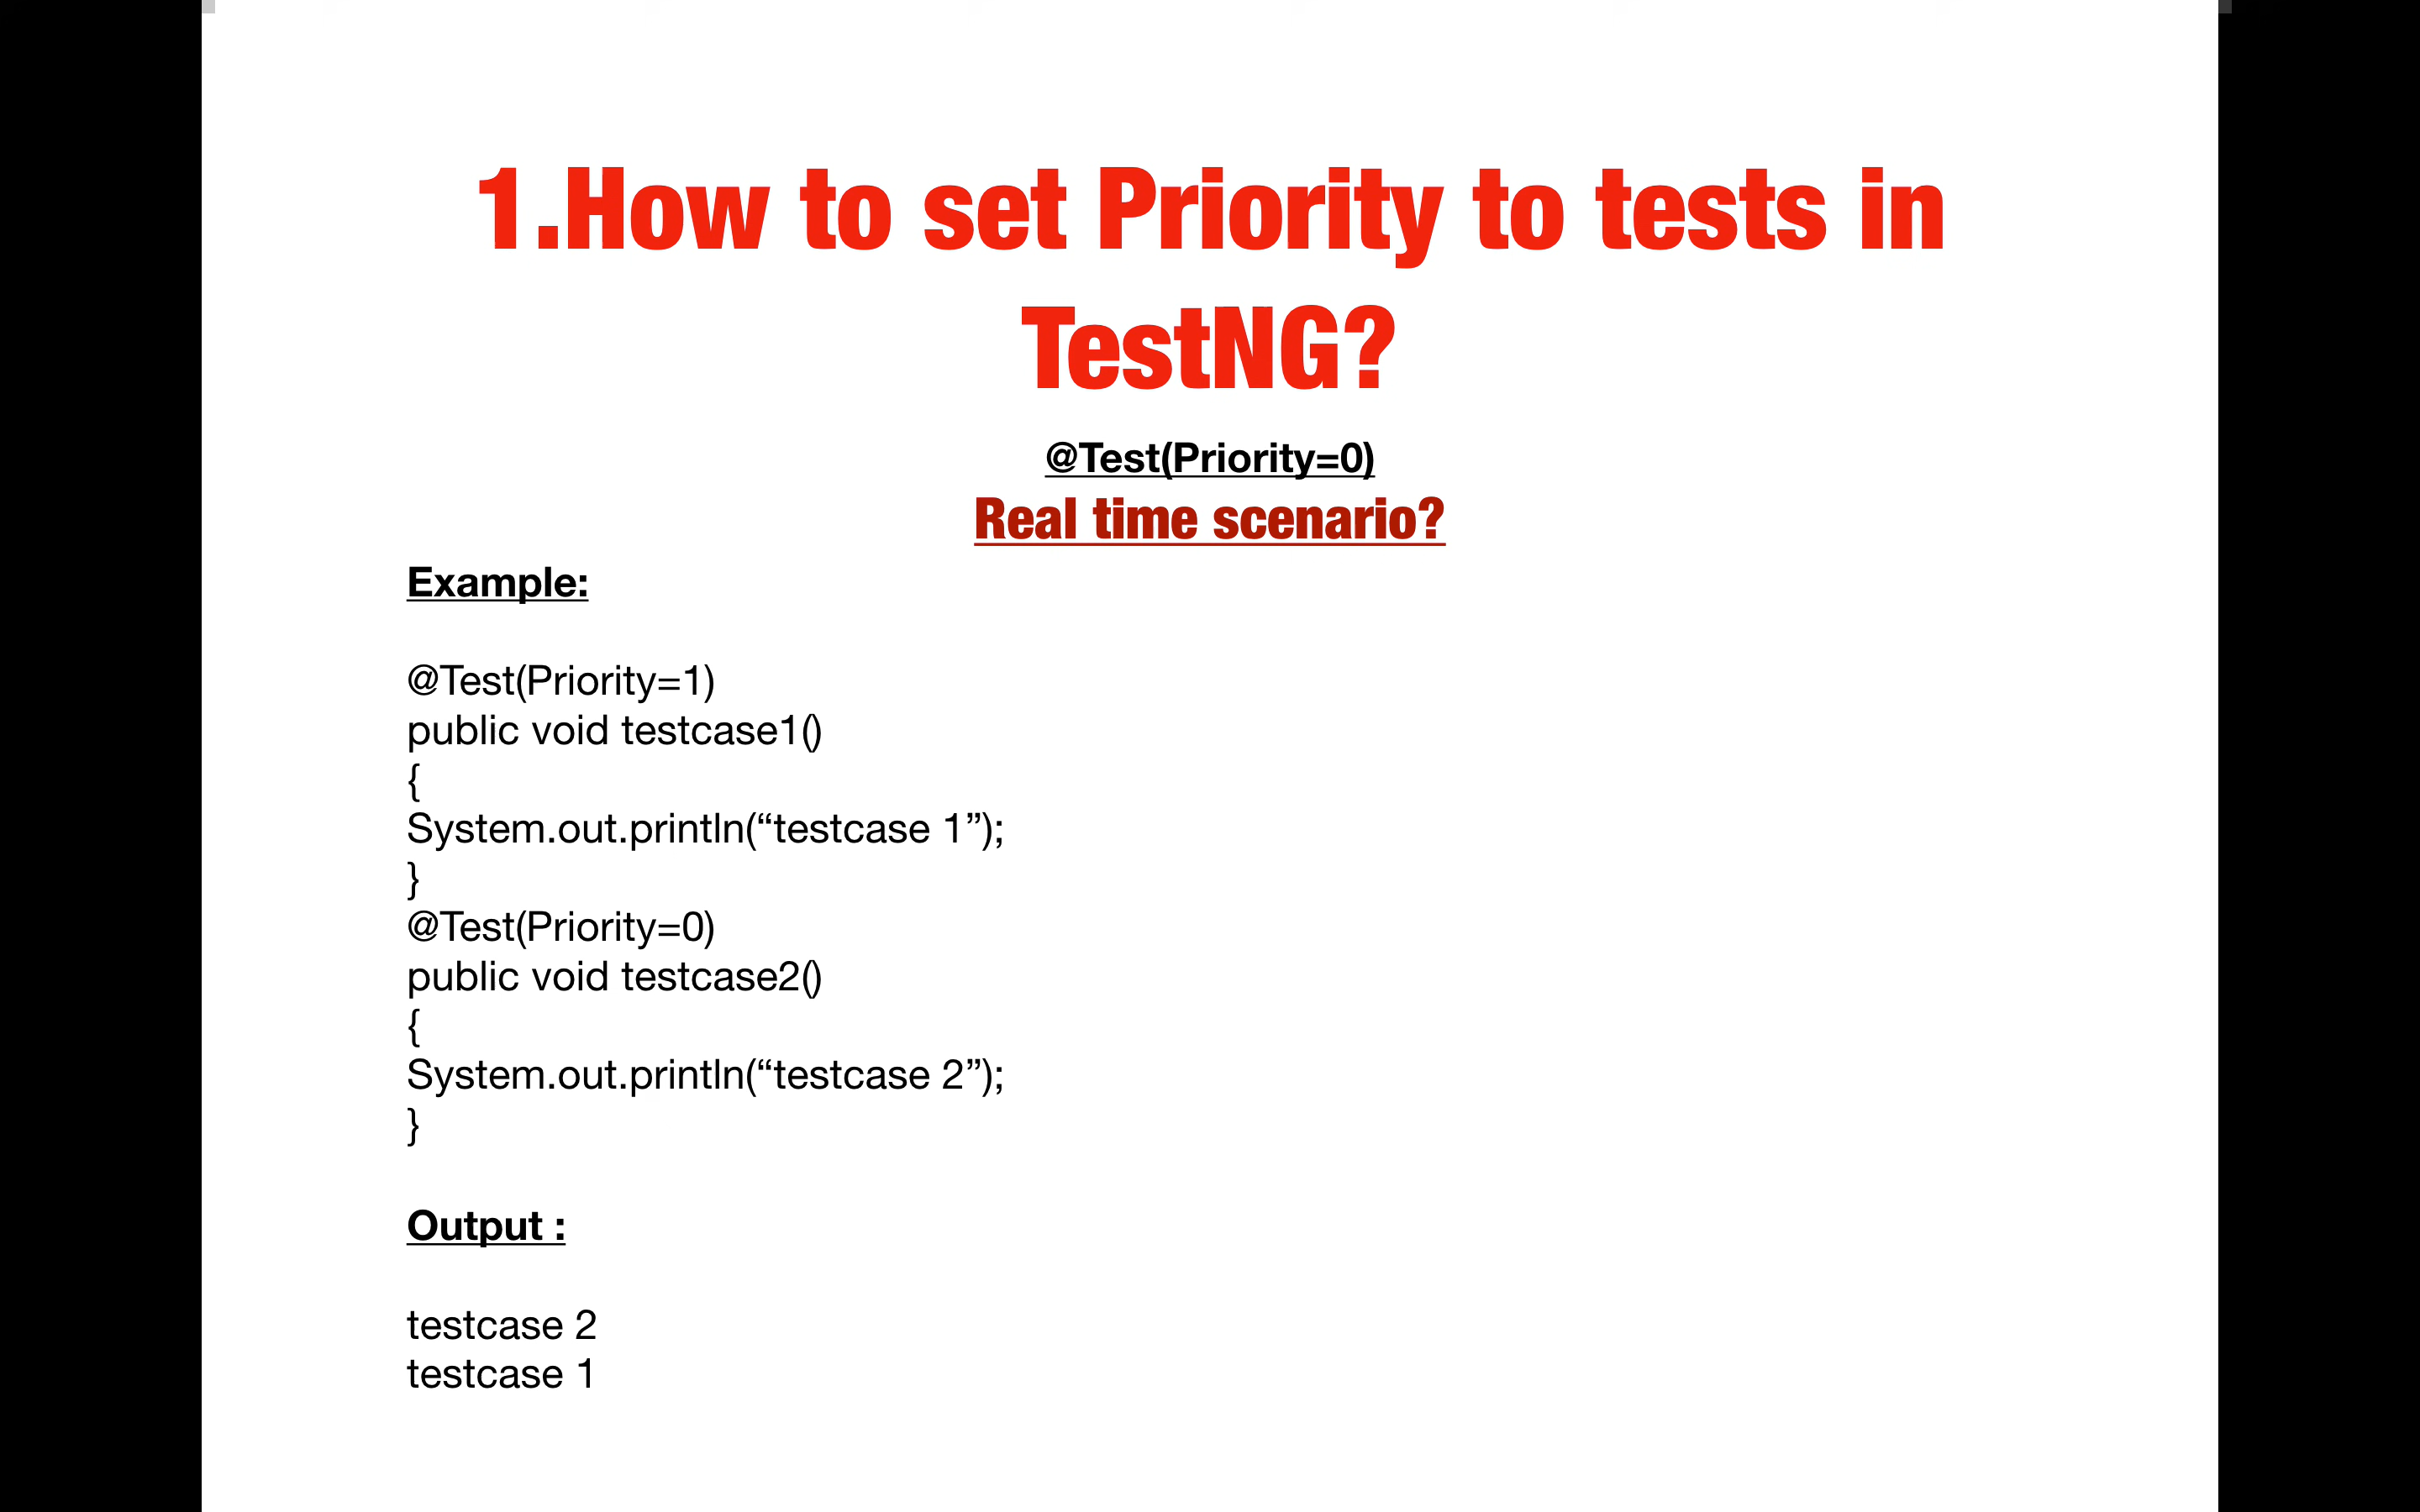 1.How to set Priority to tests in
TestNG?
@Test(Priority=0)
Real time scenario?
Example:
@Test(Priority=1)
public void testcase1()
{
System.out.println(“testcase 1”);
}
@Test(Priority=0)
public void testcase2()
{
System.out.println(“testcase 2”);
}
Output :
testcase 2
testcase 1